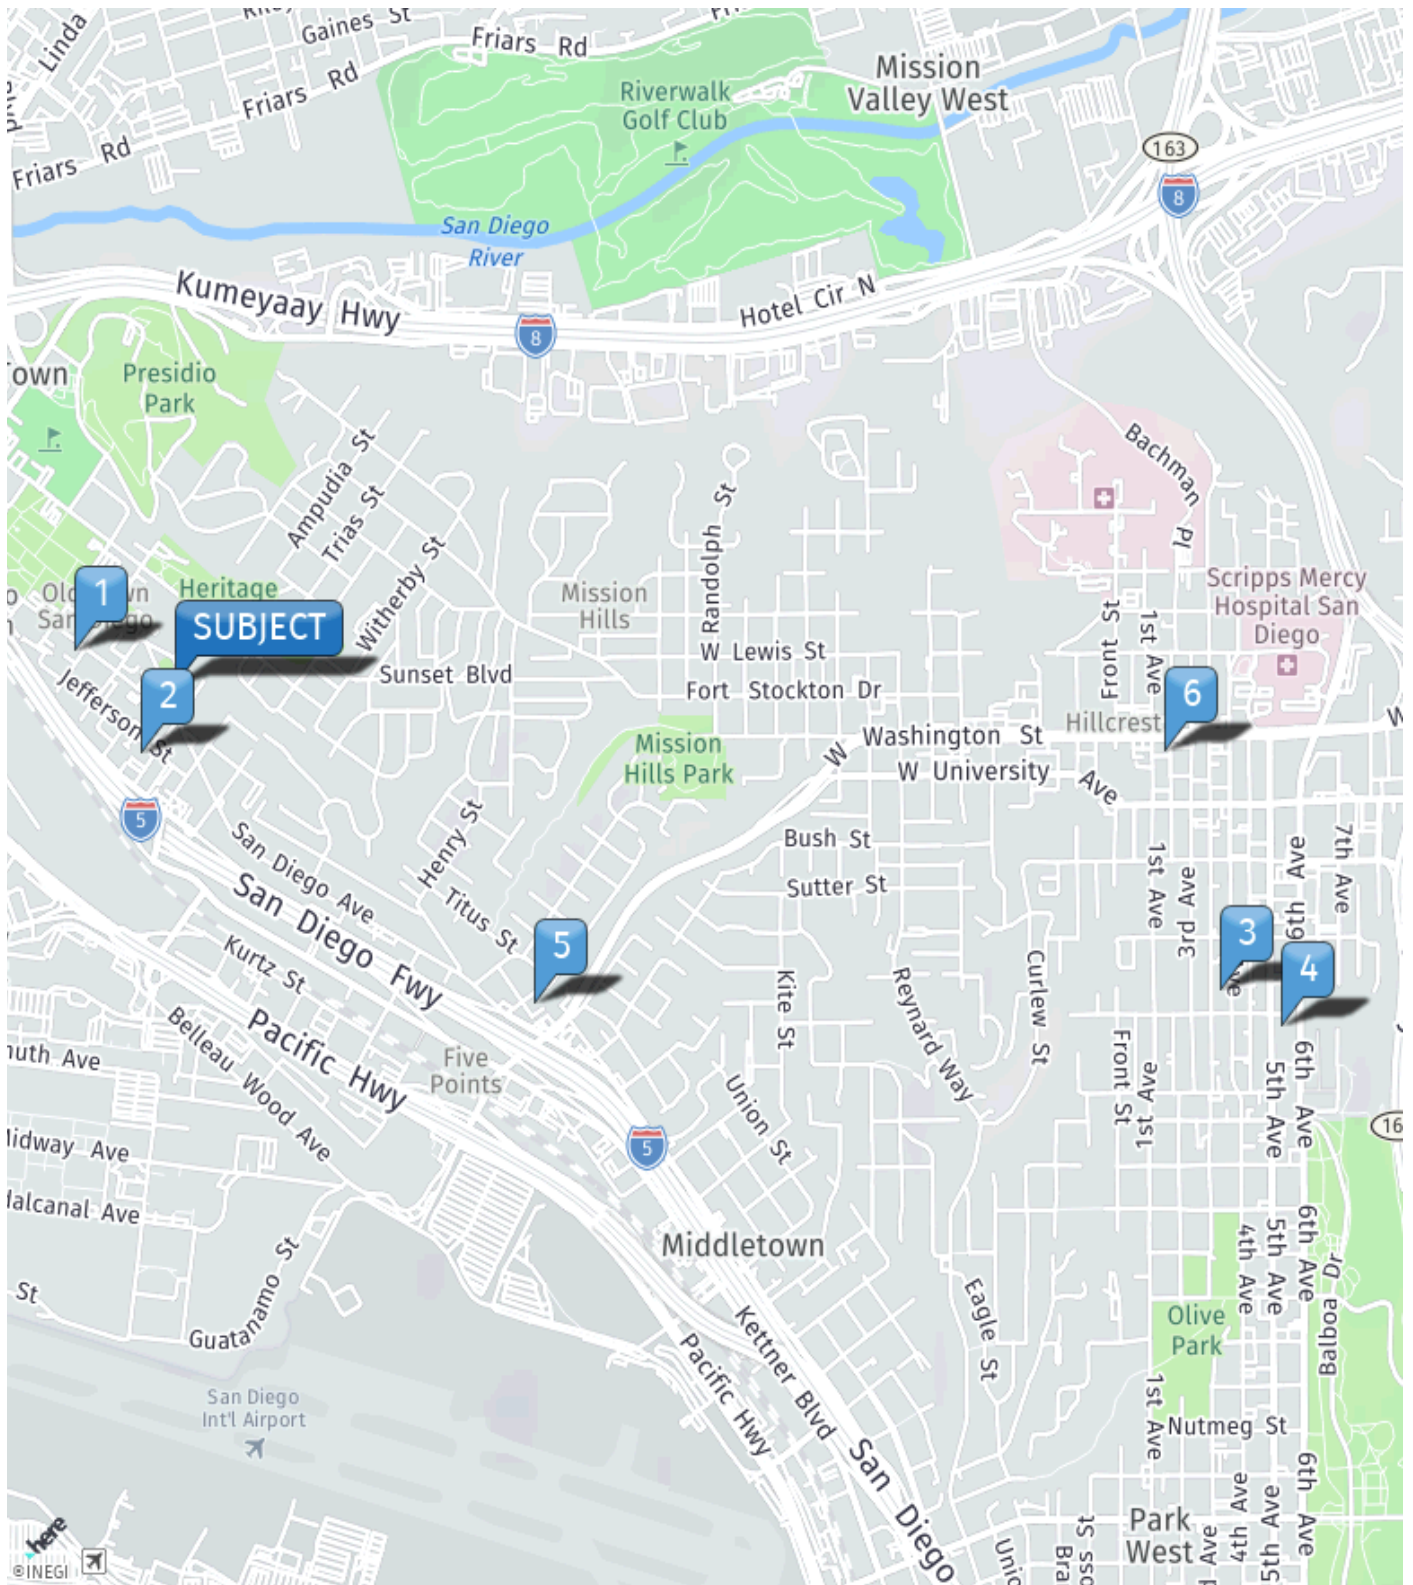 Linda
Gaines St
Friars Rd
Friars Rd
Friars Rd
Riverwalk
Golf Club
Mission
Valley West
163
8
San Diego
River
Kumeyaay Hwy
8
Hotel Cir N
Town
Presidio
Park
Ampudia St
Trias St
Witherby St
Randolph St
Bachman Pl
Mission
Hills
Heritage
1
SUBJECT
Scripps Mercy
Hospital San
Diego
Front St
1st Ave
W Lewis St
Sunset Blvd
Fort Stockton Dr
2
Jefferson St
6
Hillcrest
Mission
Hills Park
W Washington St
W University Ave
5
Bush St
Sutter St
Henry St
Titus St
San Diego Ave
San Diego Fwy
Kurtz St
Pacific Hwy
Belleau Wood Ave
1st Ave
3rd Ave
6th Ave
7th Ave
3
4
5
Kite St
Reynard Way
Curlew St
Five
Points
Union St
Front St
1st Ave
5th Ave
6th Ave
Midway Ave
5
16
Middletown
Guatanamo St
St
4th Ave
5th Ave
6th Ave
Balboa Dr
Eagle St
Olive
Park
Kettner Blvd
Pacific Hwy
San Diego
Int'l Airport
1st Ave
Nutmeg St
San Diego
Park
West
4th Ave
5th Ave
6th Ave
here
©INEGI